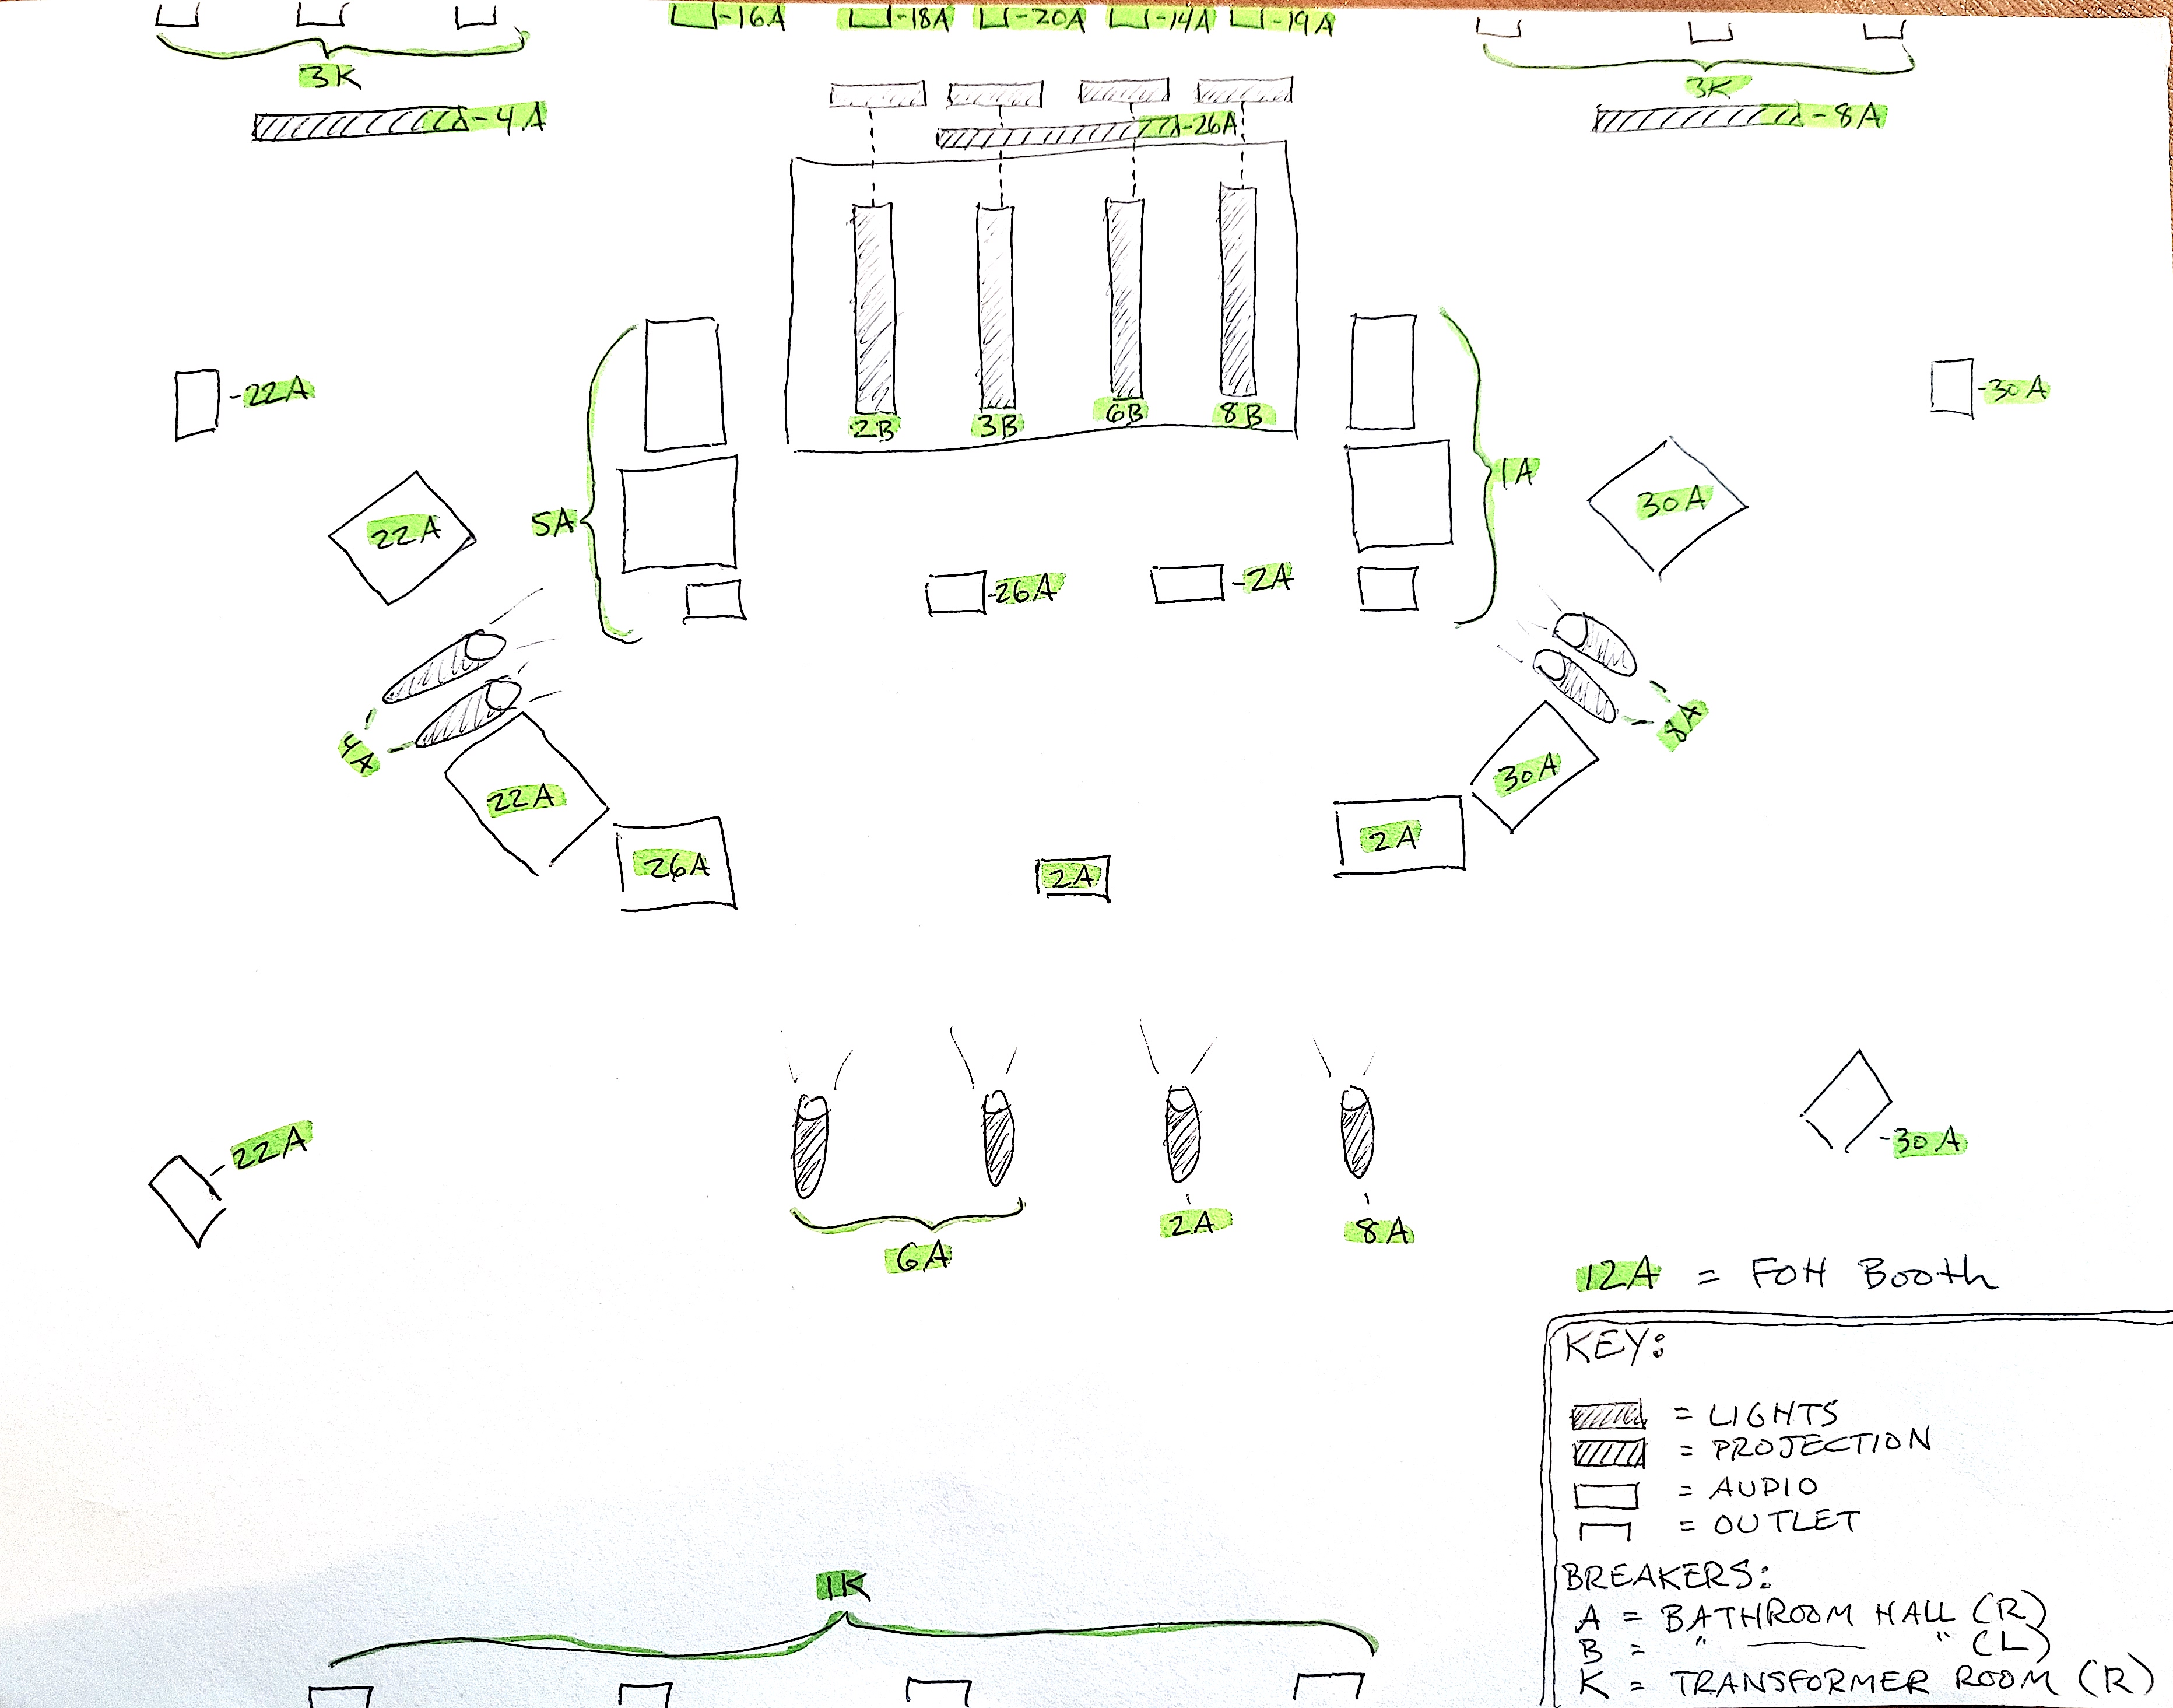 -16A -18A -20A -14A -19A
3K
3K
-4A
-26A
-8A
2B 3B 6B 8B
-22A
-30A
5A
1A
22A
30A
-26A
-2A
4A
8A
22A
30A
26A
2A
2A
22A
-30A
6A
2A
8A
12A = FOH Booth
KEY:
= LIGHTS
= PROJECTION
= AUDIO
= OUTLET
BREAKERS:
A = BATHROOM HALL (R)
B = " ——— " (L)
K = TRANSFORMER ROOM (R)
1K